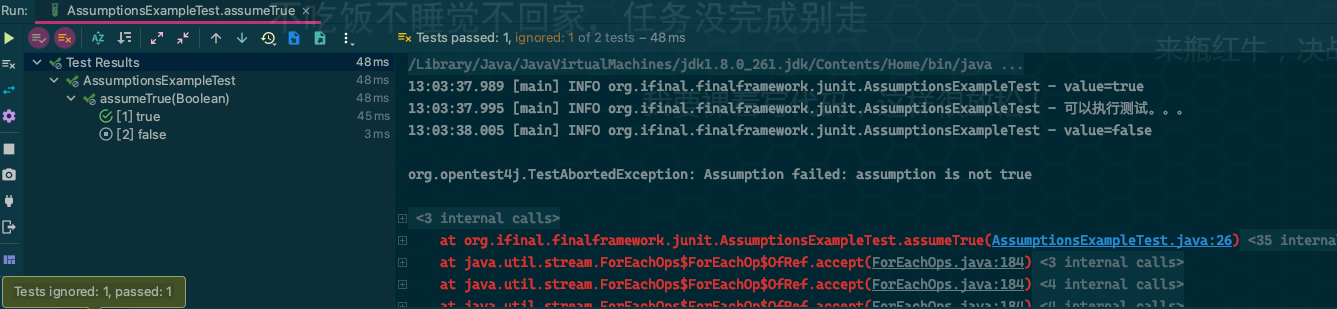 Run: AssumptionsExampleTest.assumeTrue ×
不吃饭不睡觉不回家，任务没完成别走
Tests passed: 1, ignored: 1 of 2 tests – 48 ms
来瓶红牛，决战
Test Results 48 ms
AssumptionsExampleTest 48 ms
assumeTrue(Boolean) 48 ms
[1] true 45 ms
[2] false 3 ms
/Library/Java/JavaVirtualMachines/jdk1.8.0_261.jdk/Contents/Home/bin/java ...
13:03:37.989 [main] INFO org.ifinal.finalframework.junit.AssumptionsExampleTest - value=true
13:03:37.995 [main] INFO org.ifinal.finalframework.junit.AssumptionsExampleTest - 可以执行测试。。。
13:03:38.005 [main] INFO org.ifinal.finalframework.junit.AssumptionsExampleTest - value=false
org.opentest4j.TestAbortedException: Assumption failed: assumption is not true
<3 internal calls>
at org.ifinal.finalframework.junit.AssumptionsExampleTest.assumeTrue(AssumptionsExampleTest.java:26) <35 interna
at java.util.stream.ForEachOps$ForEachOp$OfRef.accept(ForEachOps.java:184) <3 internal calls>
at java.util.stream.ForEachOps$ForEachOp$OfRef.accept(ForEachOps.java:184) <4 internal calls>
at java.util.stream.ForEachOps$ForEachOp$OfRef.accept(ForEachOps.java:184) <4 internal calls>
Tests ignored: 1, passed: 1